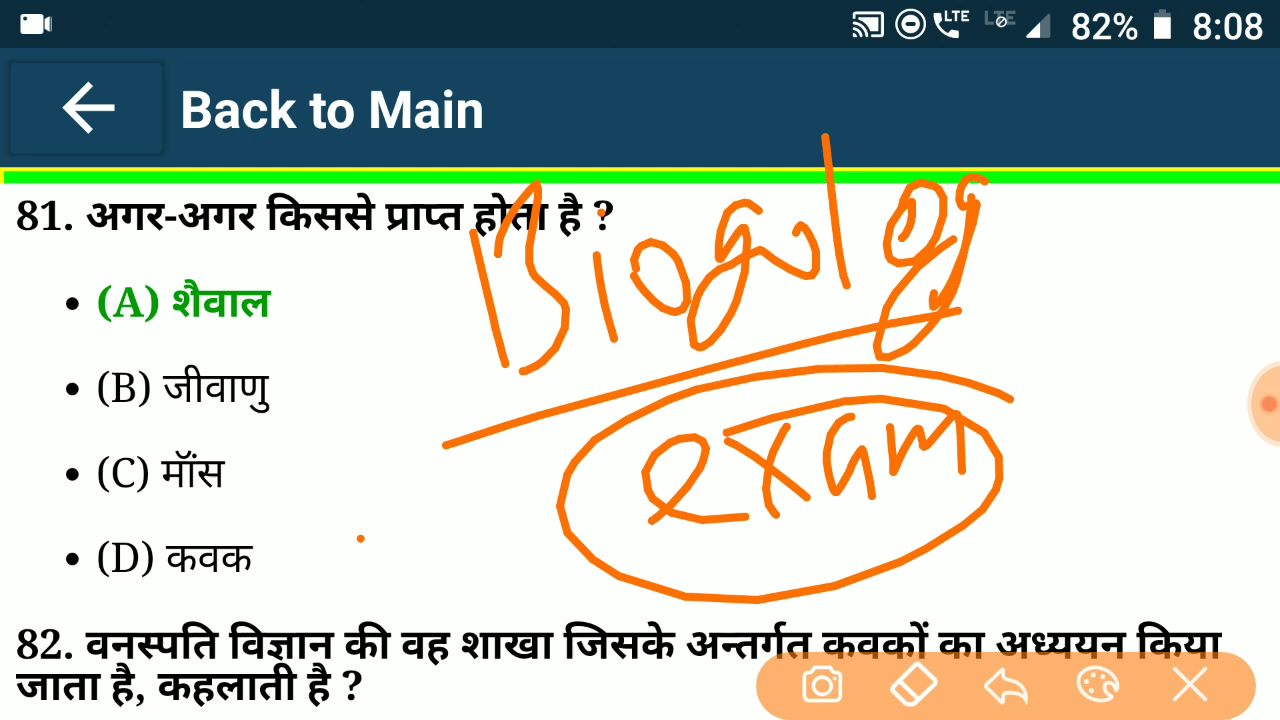 82% 8:08
Back to Main
81. अगर-अगर किससे प्राप्त होता है ?
(A) शैवाल
(B) जीवाणु
(C) मॉंस
(D) कवक
Biogology
exam
82. वनस्पति विज्ञान की वह शाखा जिसके अन्तर्गत कवकों का अध्ययन किया
जाता है, कहलाती है ?